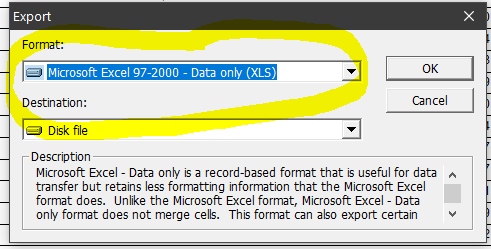 Export
Format:
Microsoft Excel 97-2000 - Data only (XLS)
OK
Cancel
Destination:
Disk file
Description
Microsoft Excel - Data only is a record-based format that is useful for data
transfer but retains less formatting information that the Microsoft Excel
format does. Unlike the Microsoft Excel format, Microsoft Excel - Data
only format does not merge cells. This format can also export certain